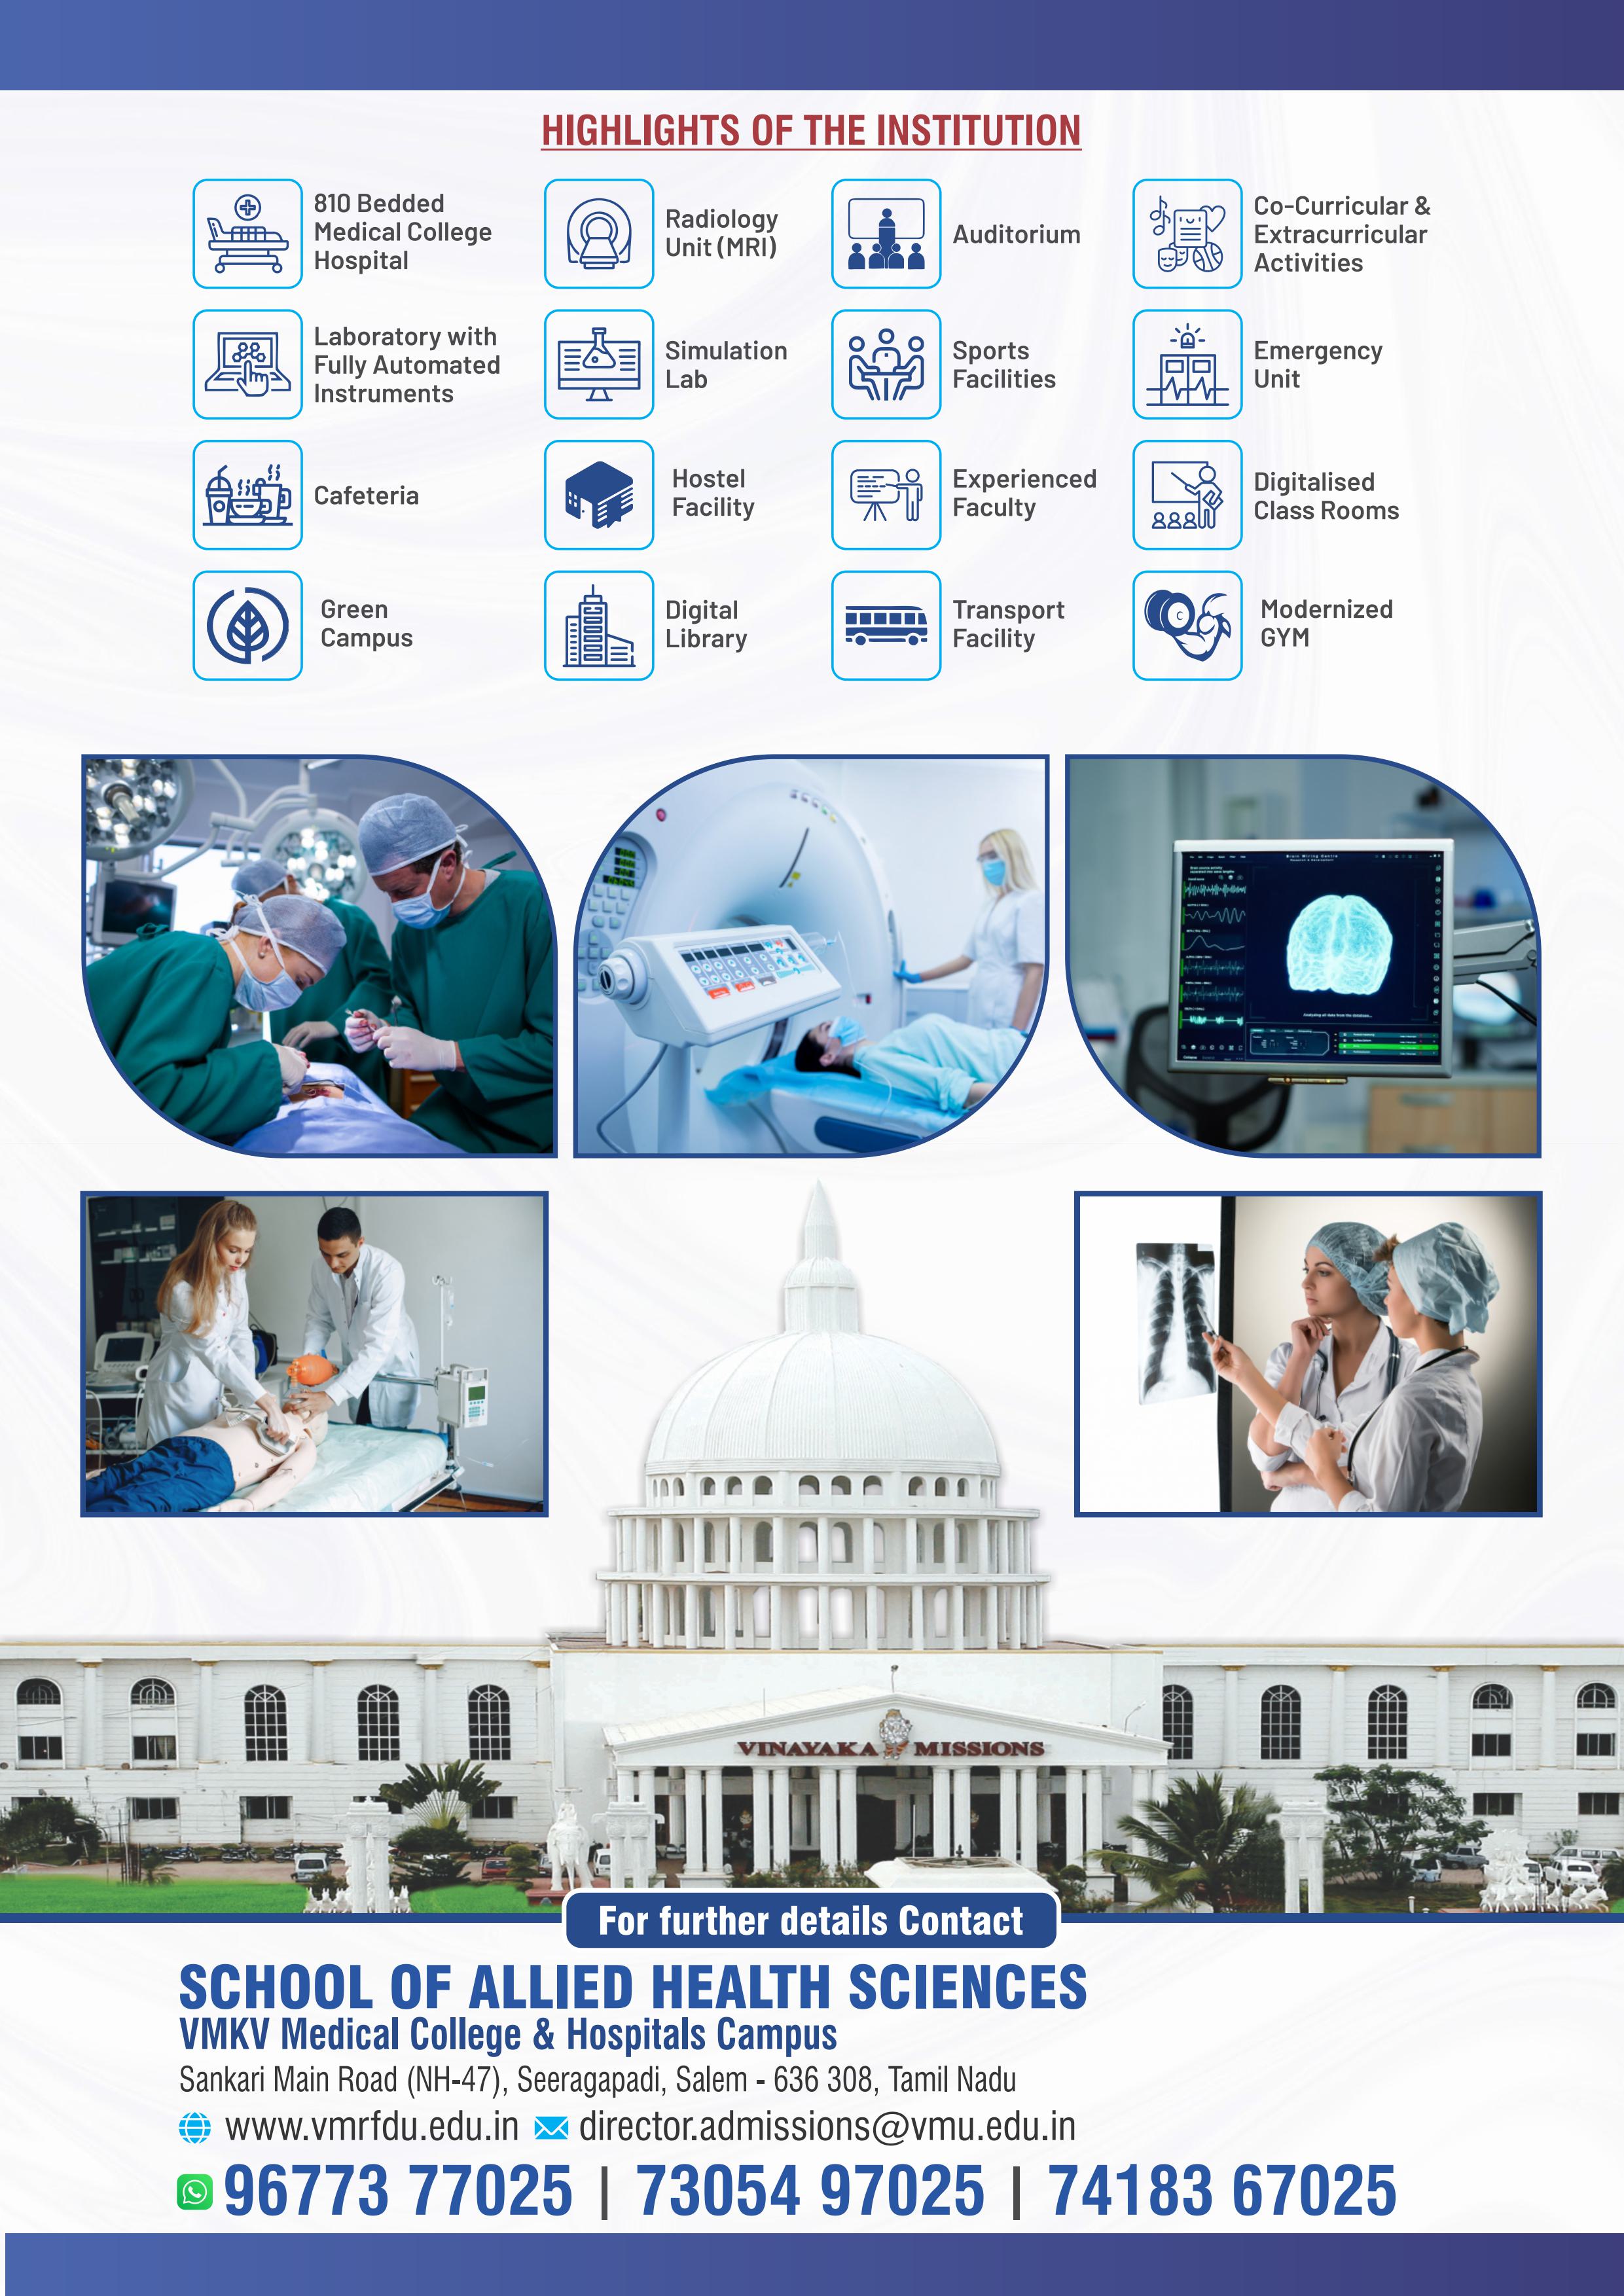 HIGHLIGHTS OF THE INSTITUTION
810 Bedded
Medical College
Hospital
Radiology
Unit (MRI)
Auditorium
Co-Curricular &
Extracurricular
Activities
Laboratory with
Fully Automated
Instruments
Simulation
Lab
Sports
Facilities
Emergency
Unit
Cafeteria
Hostel
Facility
Experienced
Faculty
Digitalised
Class Rooms
Green
Campus
Digital
Library
Transport
Facility
Modernized
GYM
VINAYAKA MISSIONS
For further details Contact
SCHOOL OF ALLIED HEALTH SCIENCES
VMKV Medical College & Hospitals Campus
Sankari Main Road (NH-47), Seeragapadi, Salem - 636 308, Tamil Nadu
www.vmrfdu.edu.in director.admissions@vmu.edu.in
96773 77025 | 73054 97025 | 74183 67025